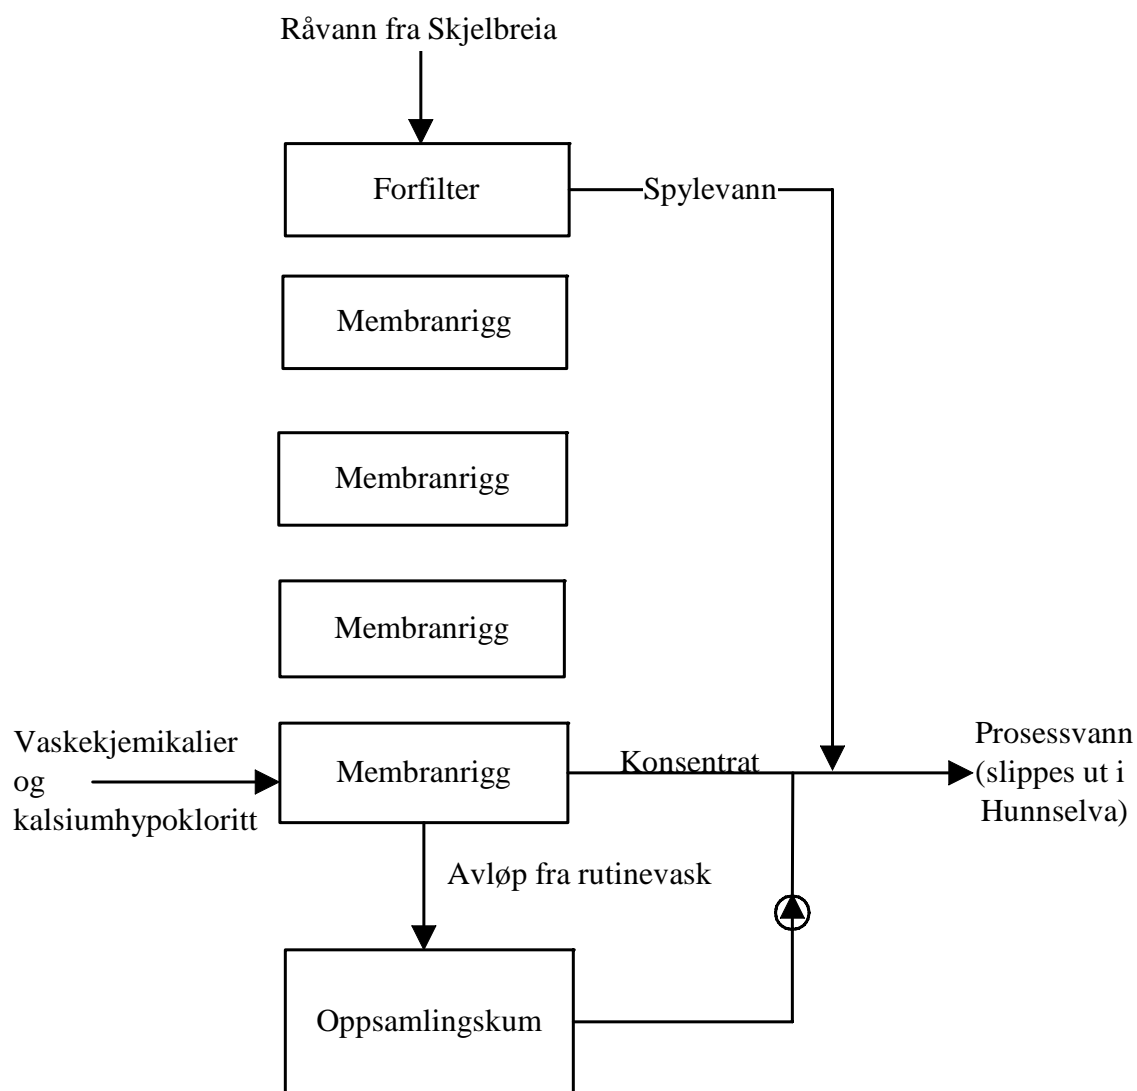 Råvann fra Skjelbreia
Forfilter
Spylevann
Membranrigg
Membranrigg
Membranrigg
Vaskekjemikalier
og
kalsiumhypokloritt
Membranrigg
Konsentrat
Prosessvann
(slippes ut i
Hunnselva)
Avløp fra rutinevask
Oppsamlingskum